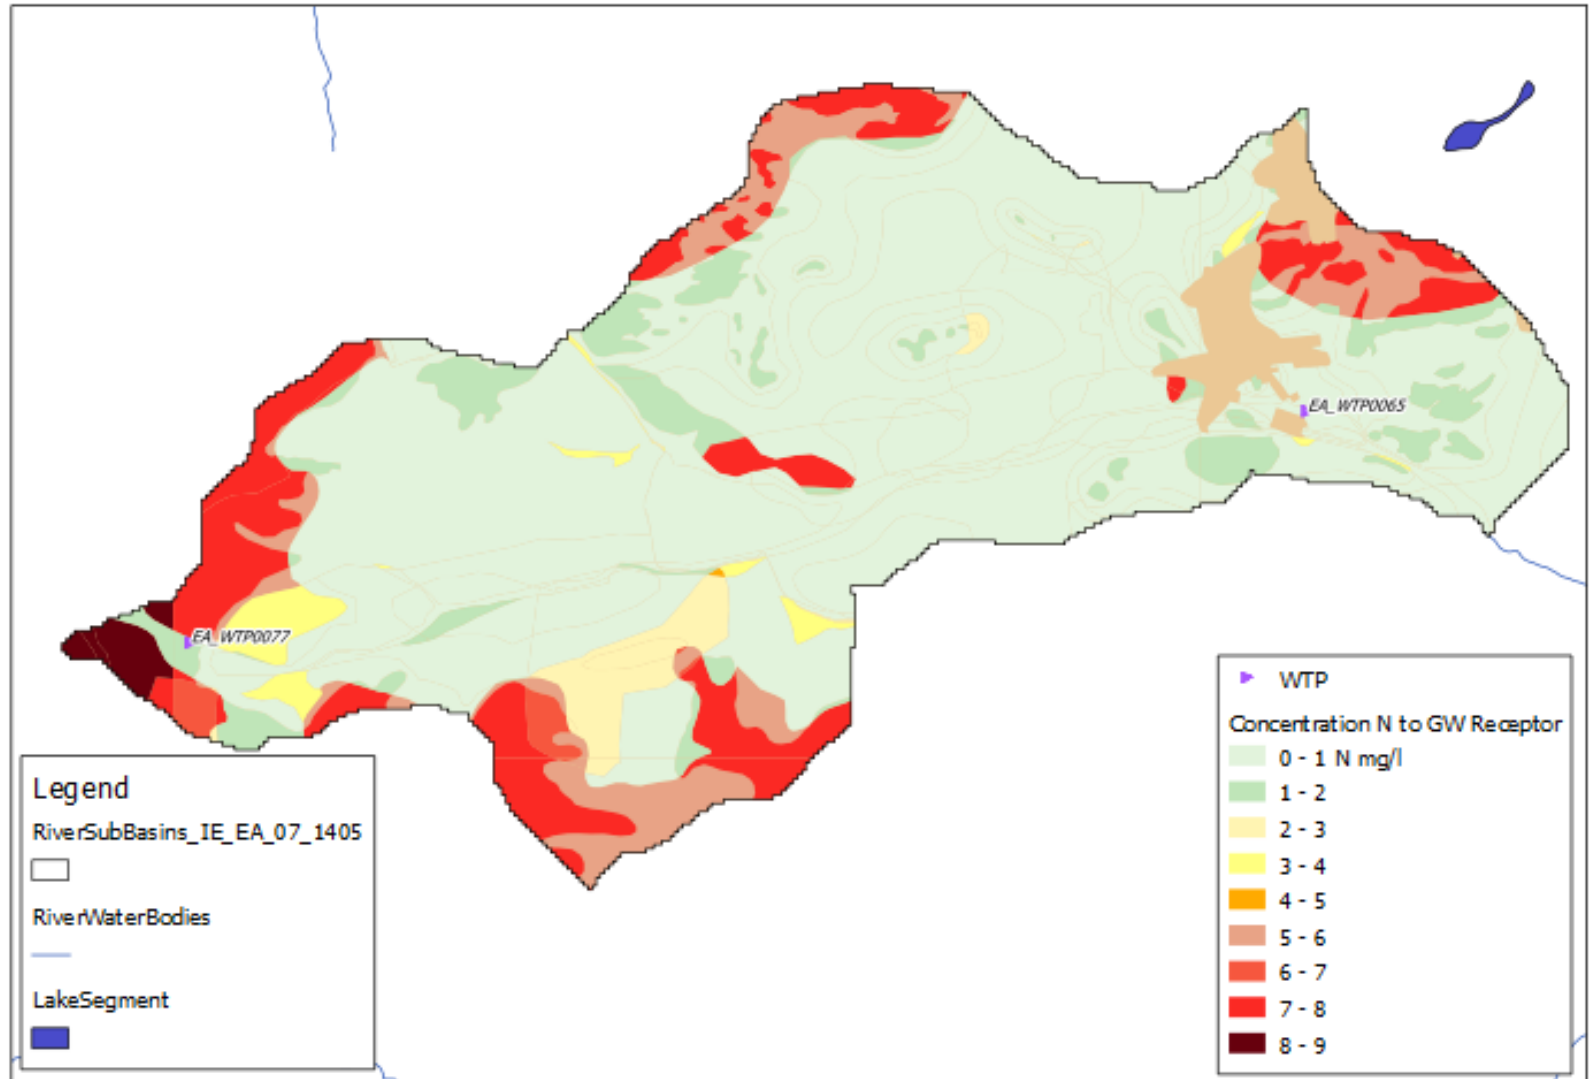 EA_WTP0065
EA_WTP0077
Legend
RiverSubBasins_IE_EA_07_1405
RiverWaterBodies
LakeSegment
WTP
Concentration N to GW Receptor
0 - 1 N mg/l
1 - 2
2 - 3
3 - 4
4 - 5
5 - 6
6 - 7
7 - 8
8 - 9